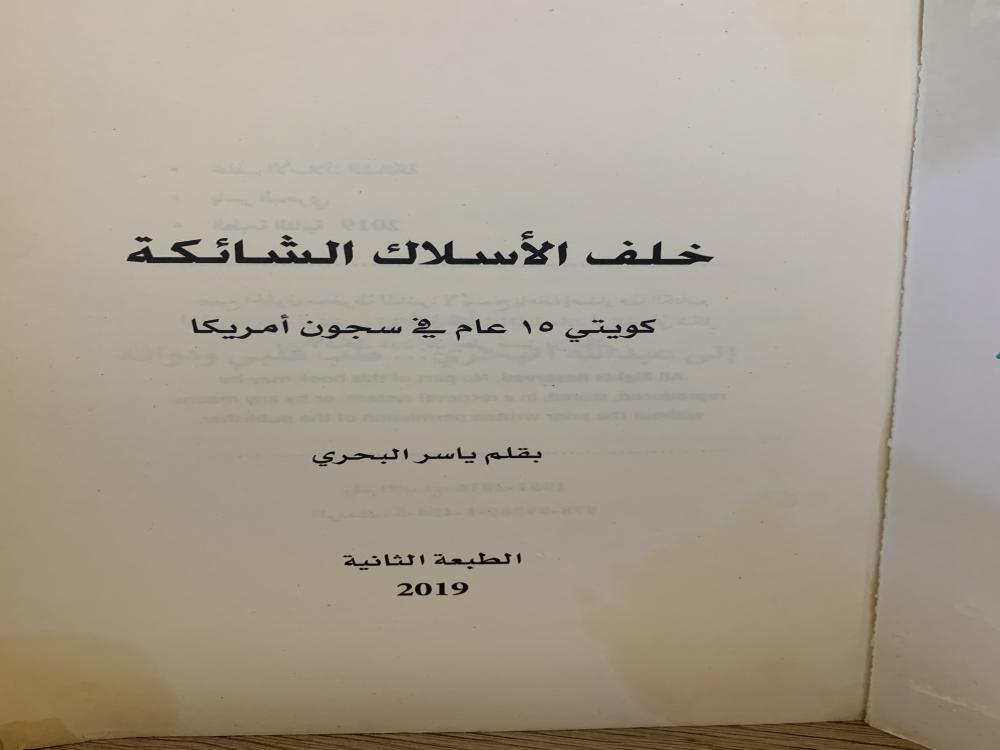 خلف الأسلاك الشائكة
كويتي ١٥ عام في سجون أمريكا
بقلم ياسر البحري
الطبعة الثانية
2019